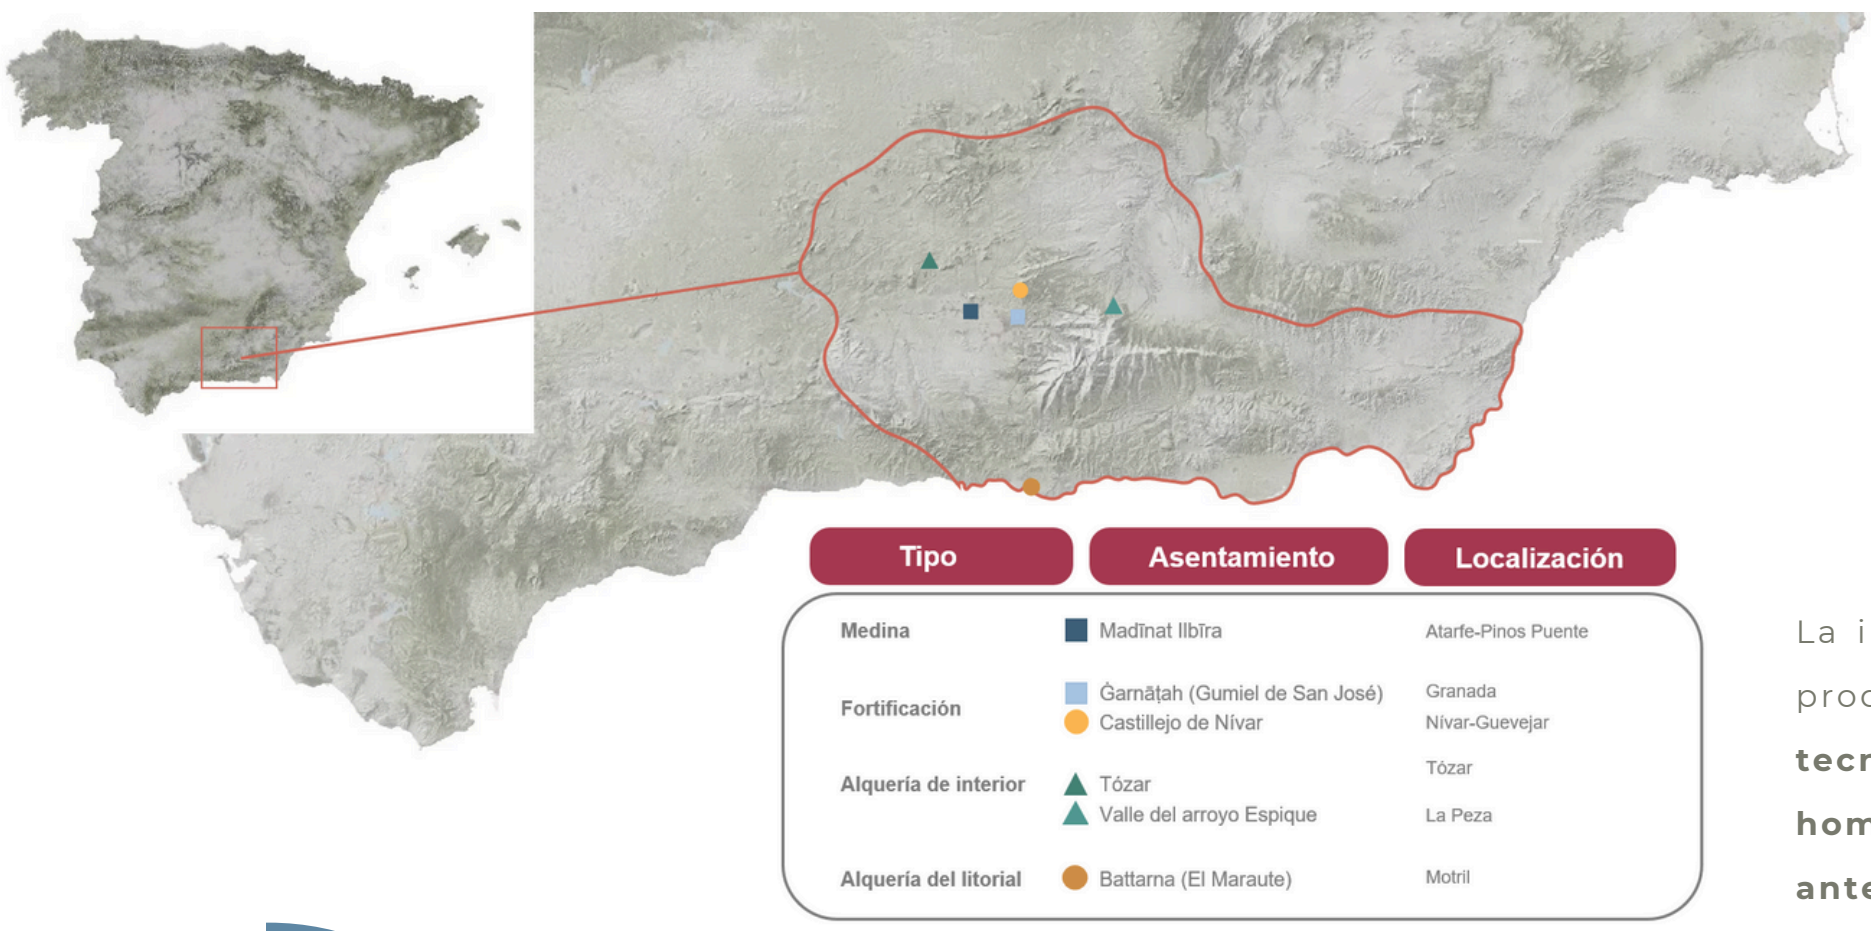 Tipo Asentamiento Localización
Medina Madīnat Ilbīra Atarfe-Pinos Puente
Fortificación
Ġarnāṭah (Gumiel de San José) Granada
Castillejo de Nívar Nívar-Guevejar
Alquería de interior
Tózar Tózar
Valle del arroyo Espique La Peza
Alquería del litorial Battarna (El Maraute) Motril
La i
proc
tecn
hom
ante